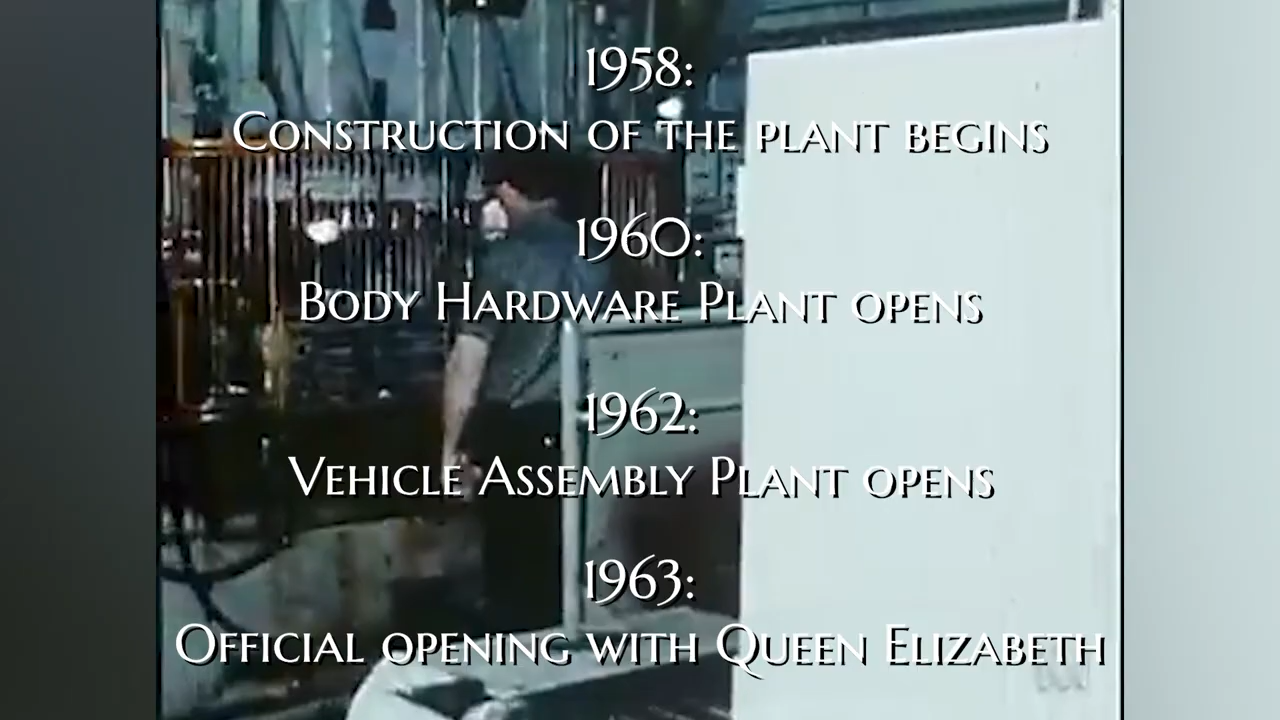 1958:
Construction of the plant begins
1960:
Body Hardware Plant opens
1962:
Vehicle Assembly Plant opens
1963:
Official opening with Queen Elizabeth